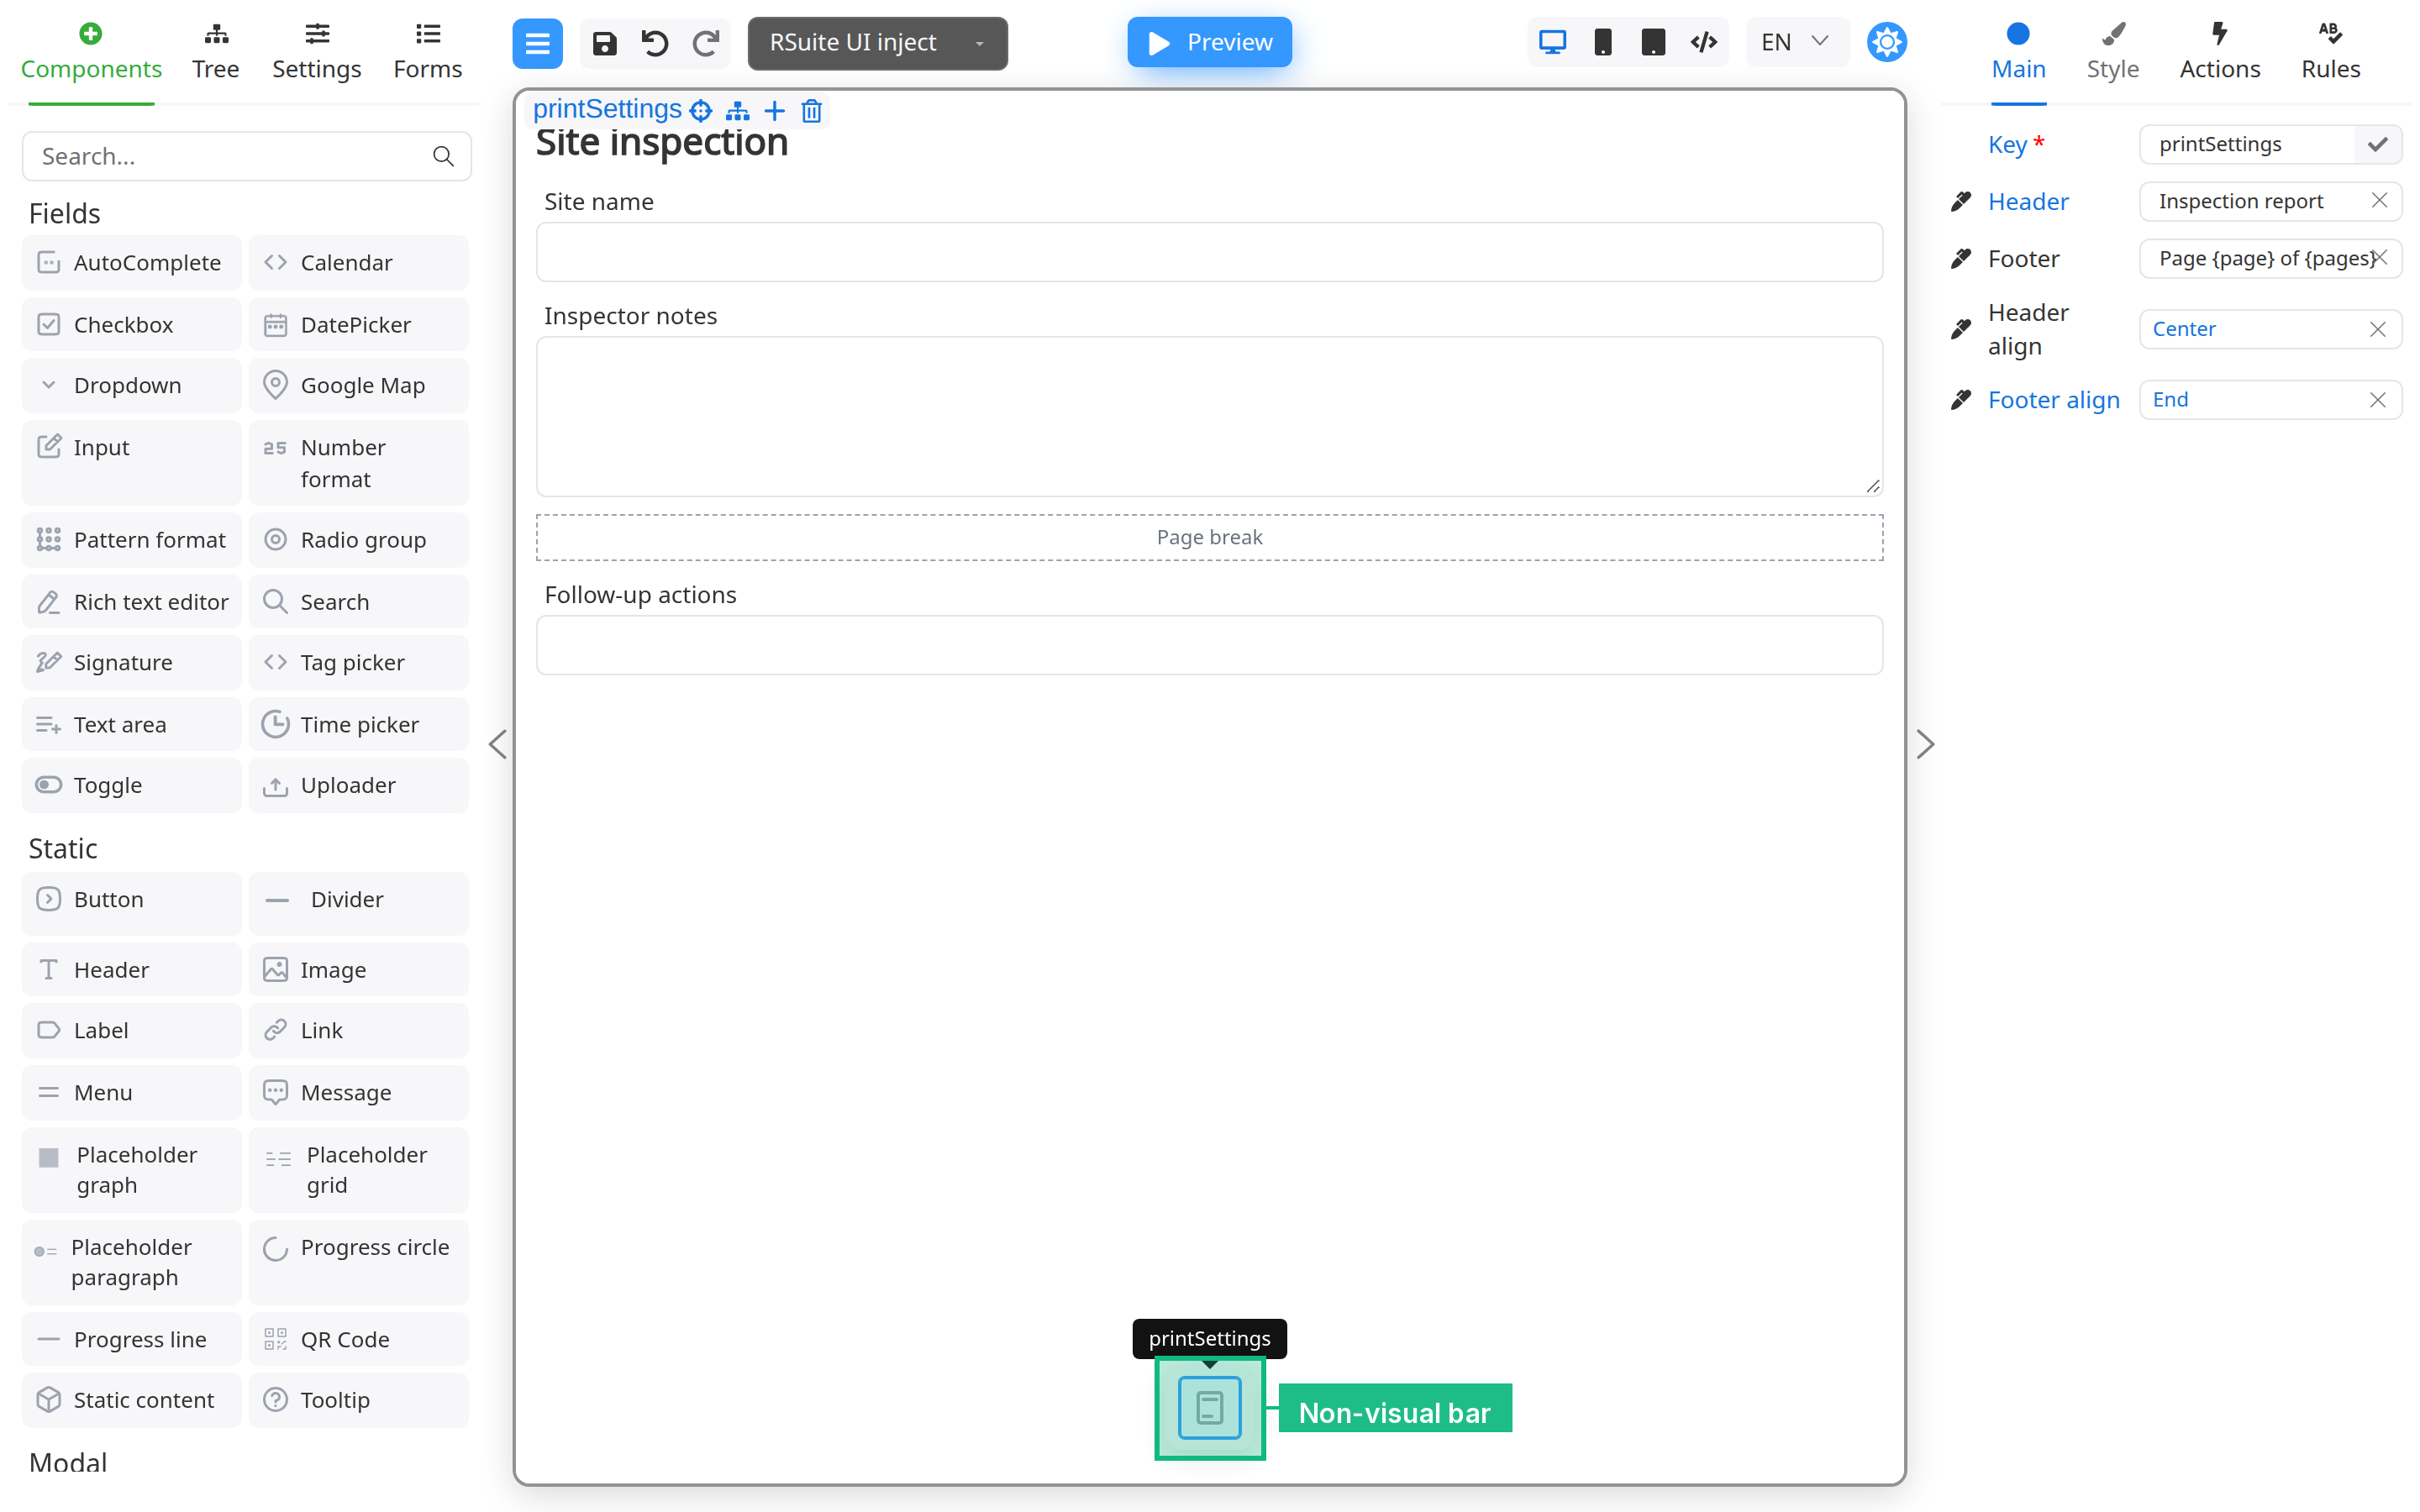 Components
Tree
Settings
Forms
RSuite UI inject
Preview
EN
Main
Style
Actions
Rules
Search...
Fields
AutoComplete
Calendar
Checkbox
DatePicker
Dropdown
Google Map
Input
Number
format
Pattern format
Radio group
Rich text editor
Search
Signature
Tag picker
Text area
Time picker
Toggle
Uploader
Static
Button
Divider
Header
Image
Label
Link
Menu
Message
Placeholder
graph
Placeholder
grid
Placeholder
paragraph
Progress circle
Progress line
QR Code
Static content
Tooltip
Modal
printSettings
Site inspection
Site name
Inspector notes
Page break
Follow-up actions
printSettings
Non-visual bar
Key *
printSettings
Header
Inspection report
Footer
Page {page} of {pages}
Header
align
Center
Footer align
End